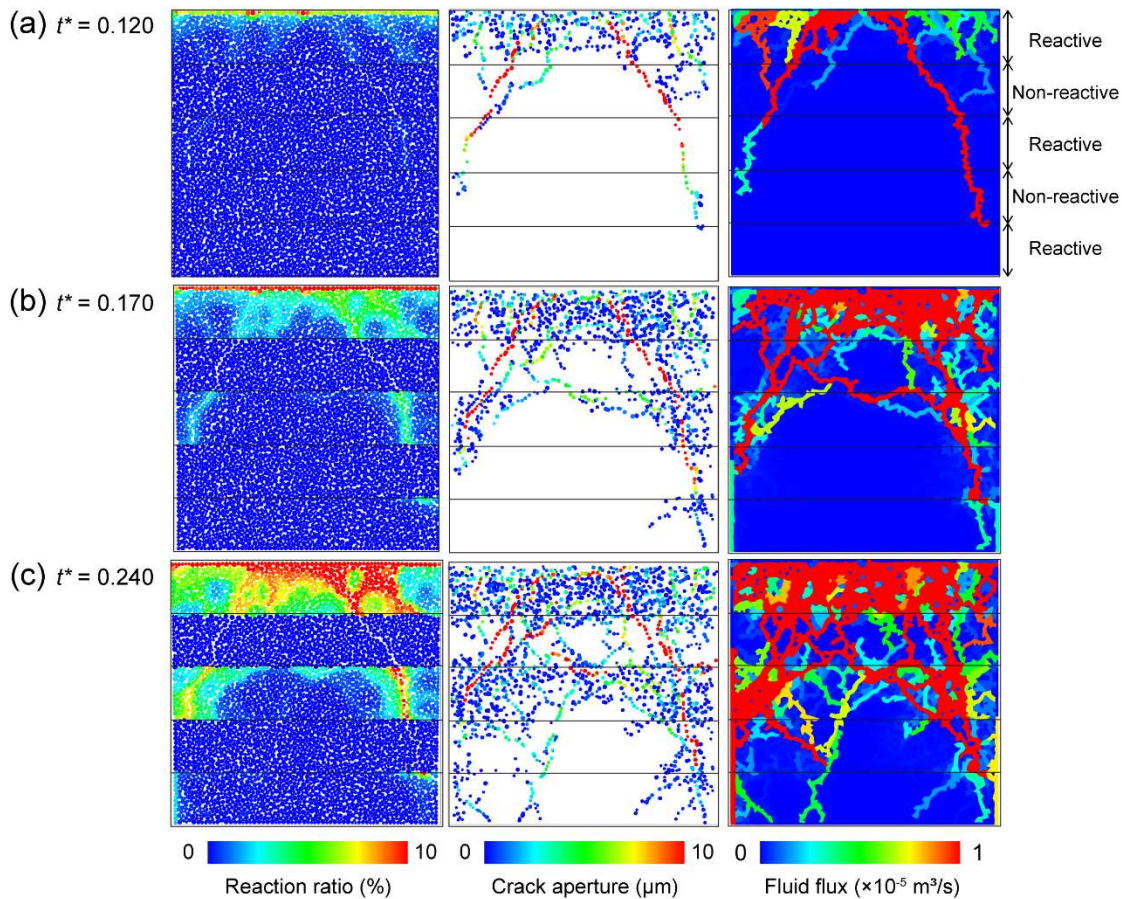 (a) t* = 0.120
Reactive
Non-reactive
Reactive
Non-reactive
Reactive
(b) t* = 0.170
(c) t* = 0.240
0 10
Reaction ratio (%)
0 10
Crack aperture (μm)
0 1
Fluid flux (×10⁻⁵ m³/s)